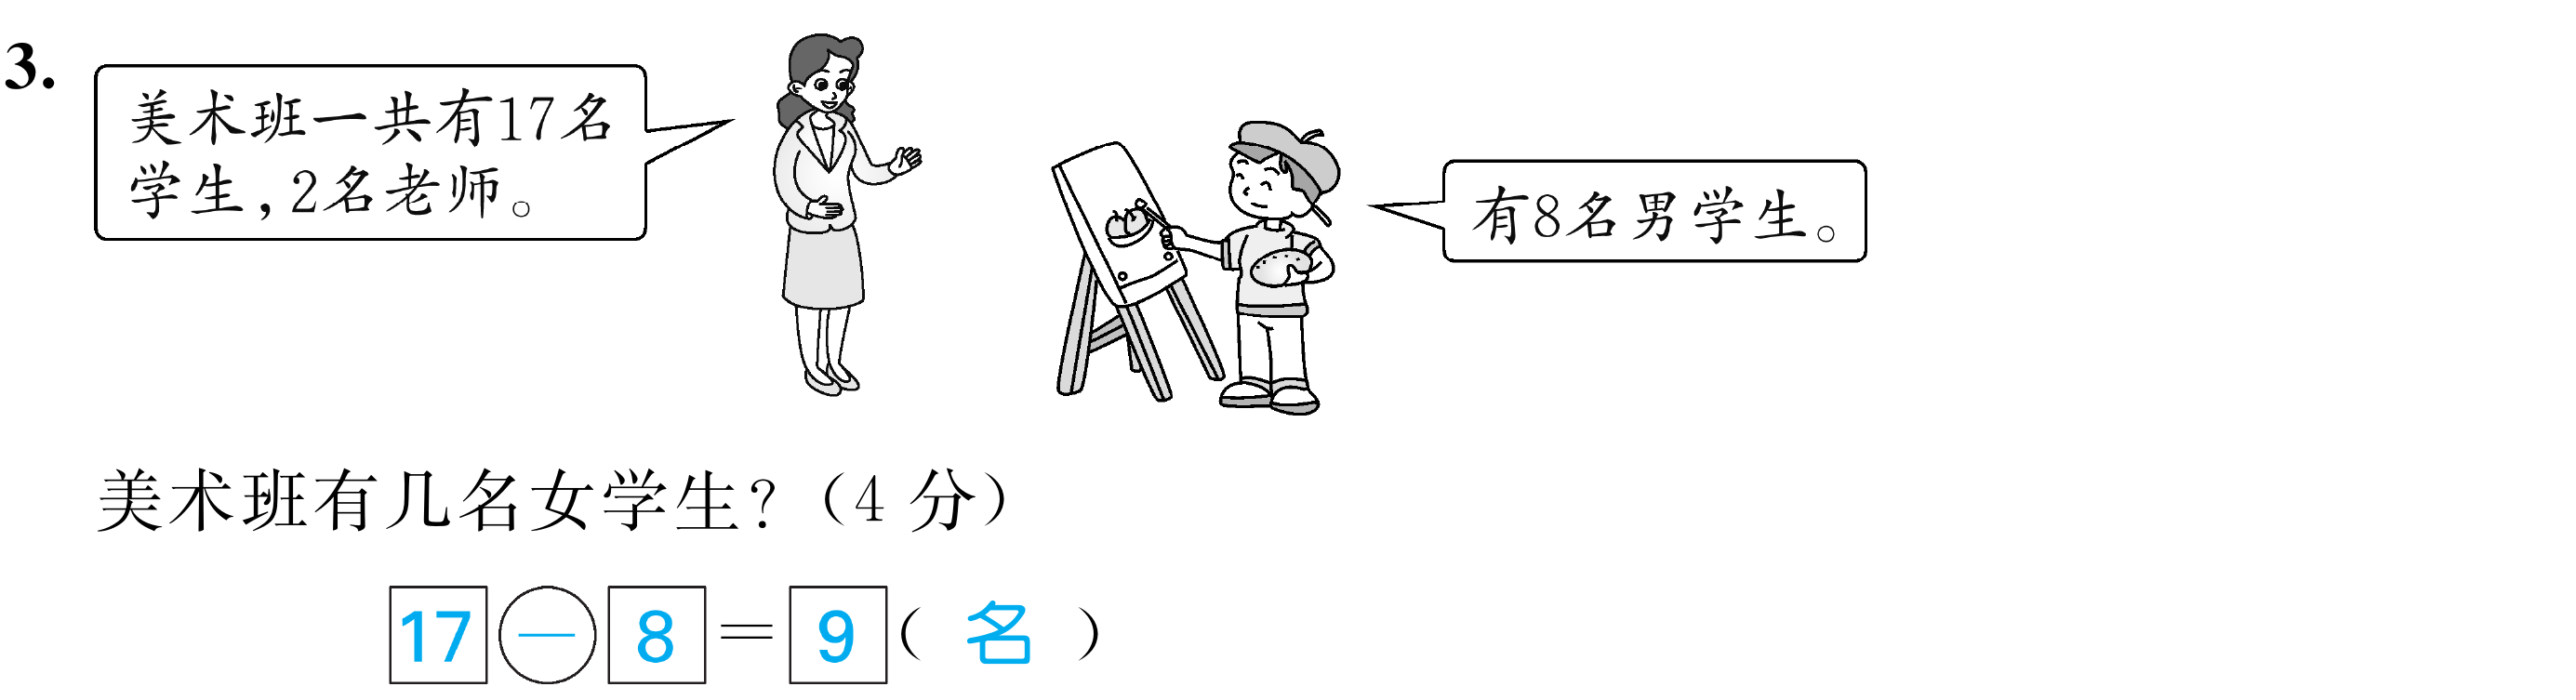 3.
美术班一共有17名
学生,2名老师。
有8名男学生。
美术班有几名女学生?(4 分)
17 - 8 = 9 ( 名 )